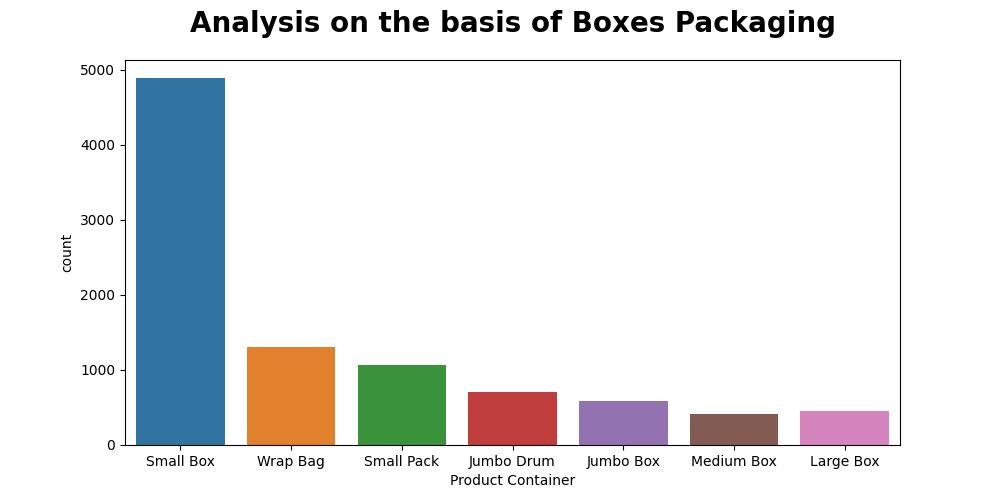 Analysis on the basis of Boxes Packaging
5000
4000
3000
2000
1000
0
count
Small Box Wrap Bag Small Pack Jumbo Drum Jumbo Box Medium Box Large Box
Product Container